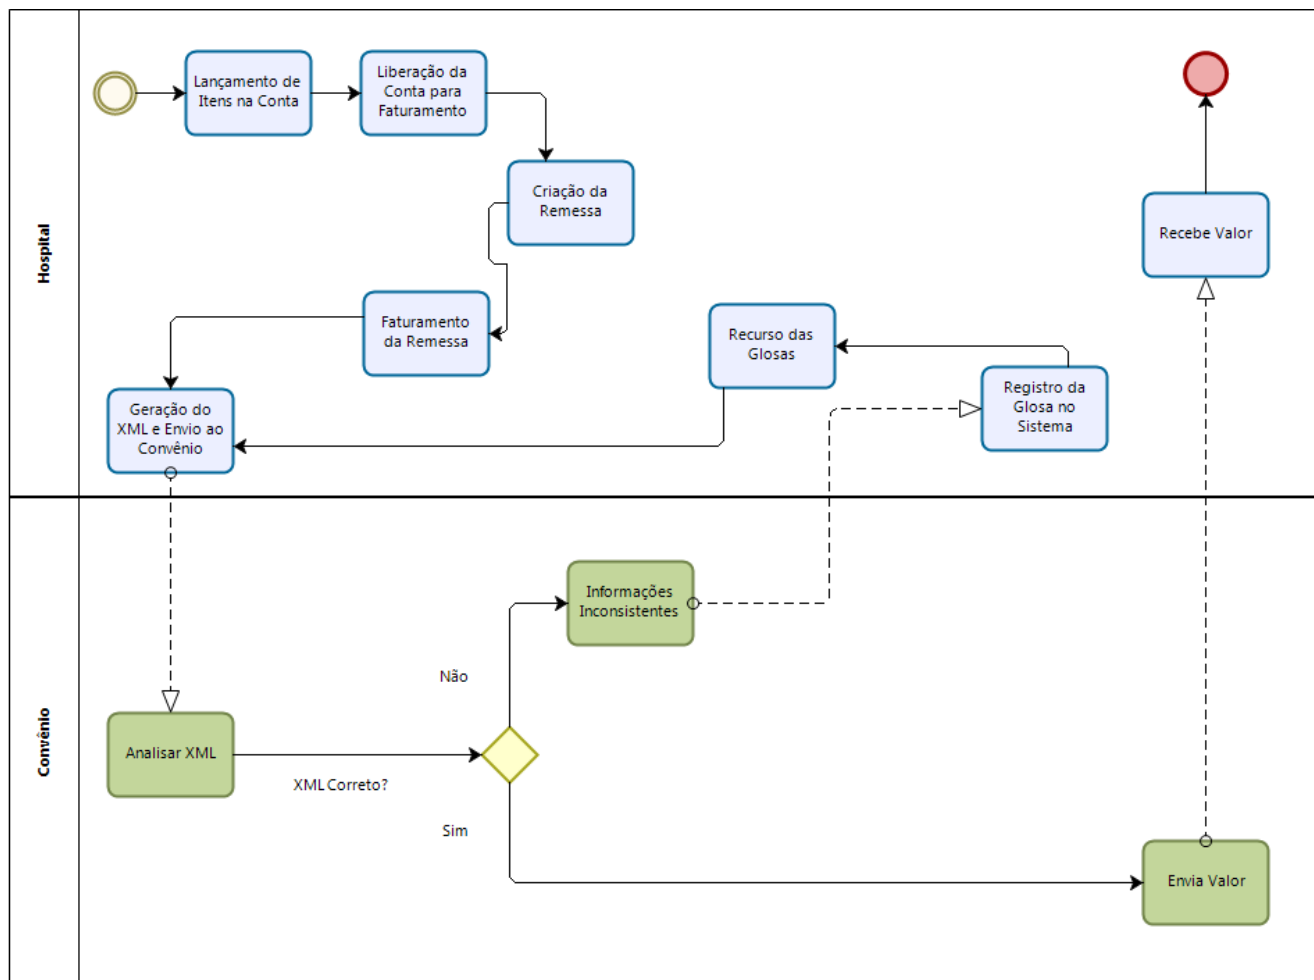 Hospital
Lançamento de
Itens na Conta
Liberação da
Conta para
Faturamento
Criação da
Remessa
Faturamento
da Remessa
Geração do
XML e Envio ao
Convênio
Recurso das
Glosas
Registro da
Glosa no
Sistema
Recebe Valor
Convênio
Analisar XML
XML Correto?
Não
Sim
Informações
Inconsistentes
Envia Valor